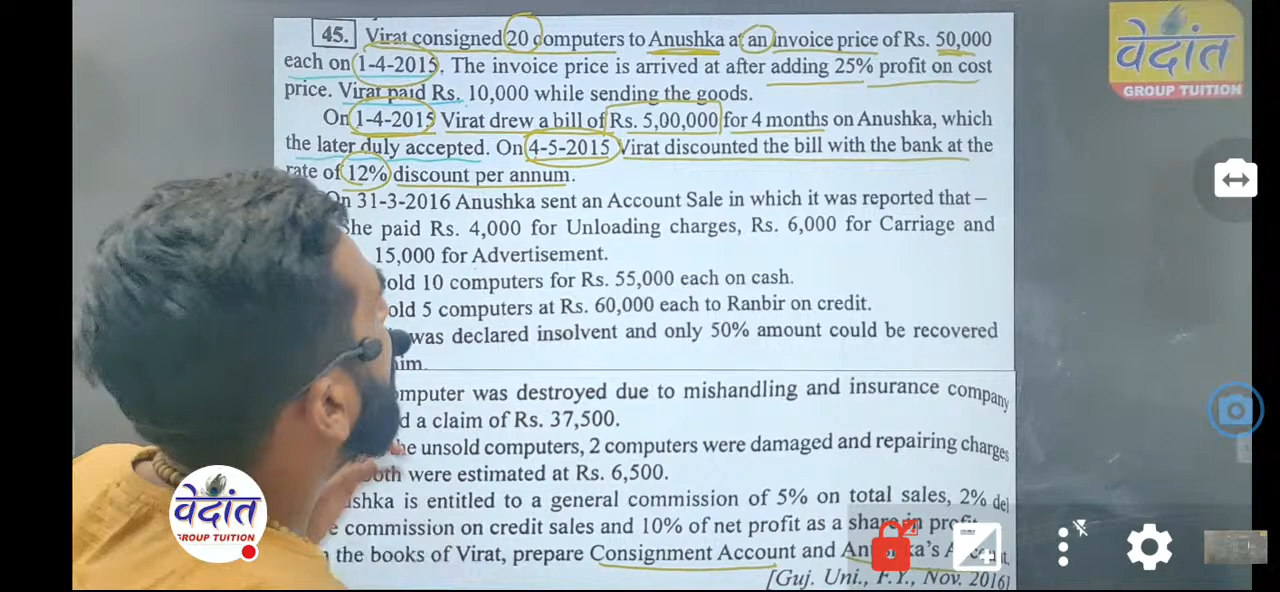 45. Virat consigned 20 computers to Anushka at an invoice price of Rs. 50,000
each on 1-4-2015. The invoice price is arrived at after adding 25% profit on cost
price. Virat paid Rs. 10,000 while sending the goods.
On 1-4-2015 Virat drew a bill of Rs. 5,00,000 for 4 months on Anushka, which
the later duly accepted. On 4-5-2015 Virat discounted the bill with the bank at the
rate of 12% discount per annum.
31-3-2016 Anushka sent an Account Sale in which it was reported that –
paid Rs. 4,000 for Unloading charges, Rs. 6,000 for Carriage and
15,000 for Advertisement.
10 computers for Rs. 55,000 each on cash.
5 computers at Rs. 60,000 each to Ranbir on credit.
was declared insolvent and only 50% amount could be recovered
was destroyed due to mishandling and insurance company
a claim of Rs. 37,500.
unsold computers, 2 computers were damaged and repairing charges
were estimated at Rs. 6,500.
is entitled to a general commission of 5% on total sales, 2% del
commission on credit sales and 10% of net profit as a share in
the books of Virat, prepare Consignment Account and
[Guj. Uni., F.Y., Nov. 2016]
वेदांत
GROUP TUITION
वेदांत
GROUP TUITION